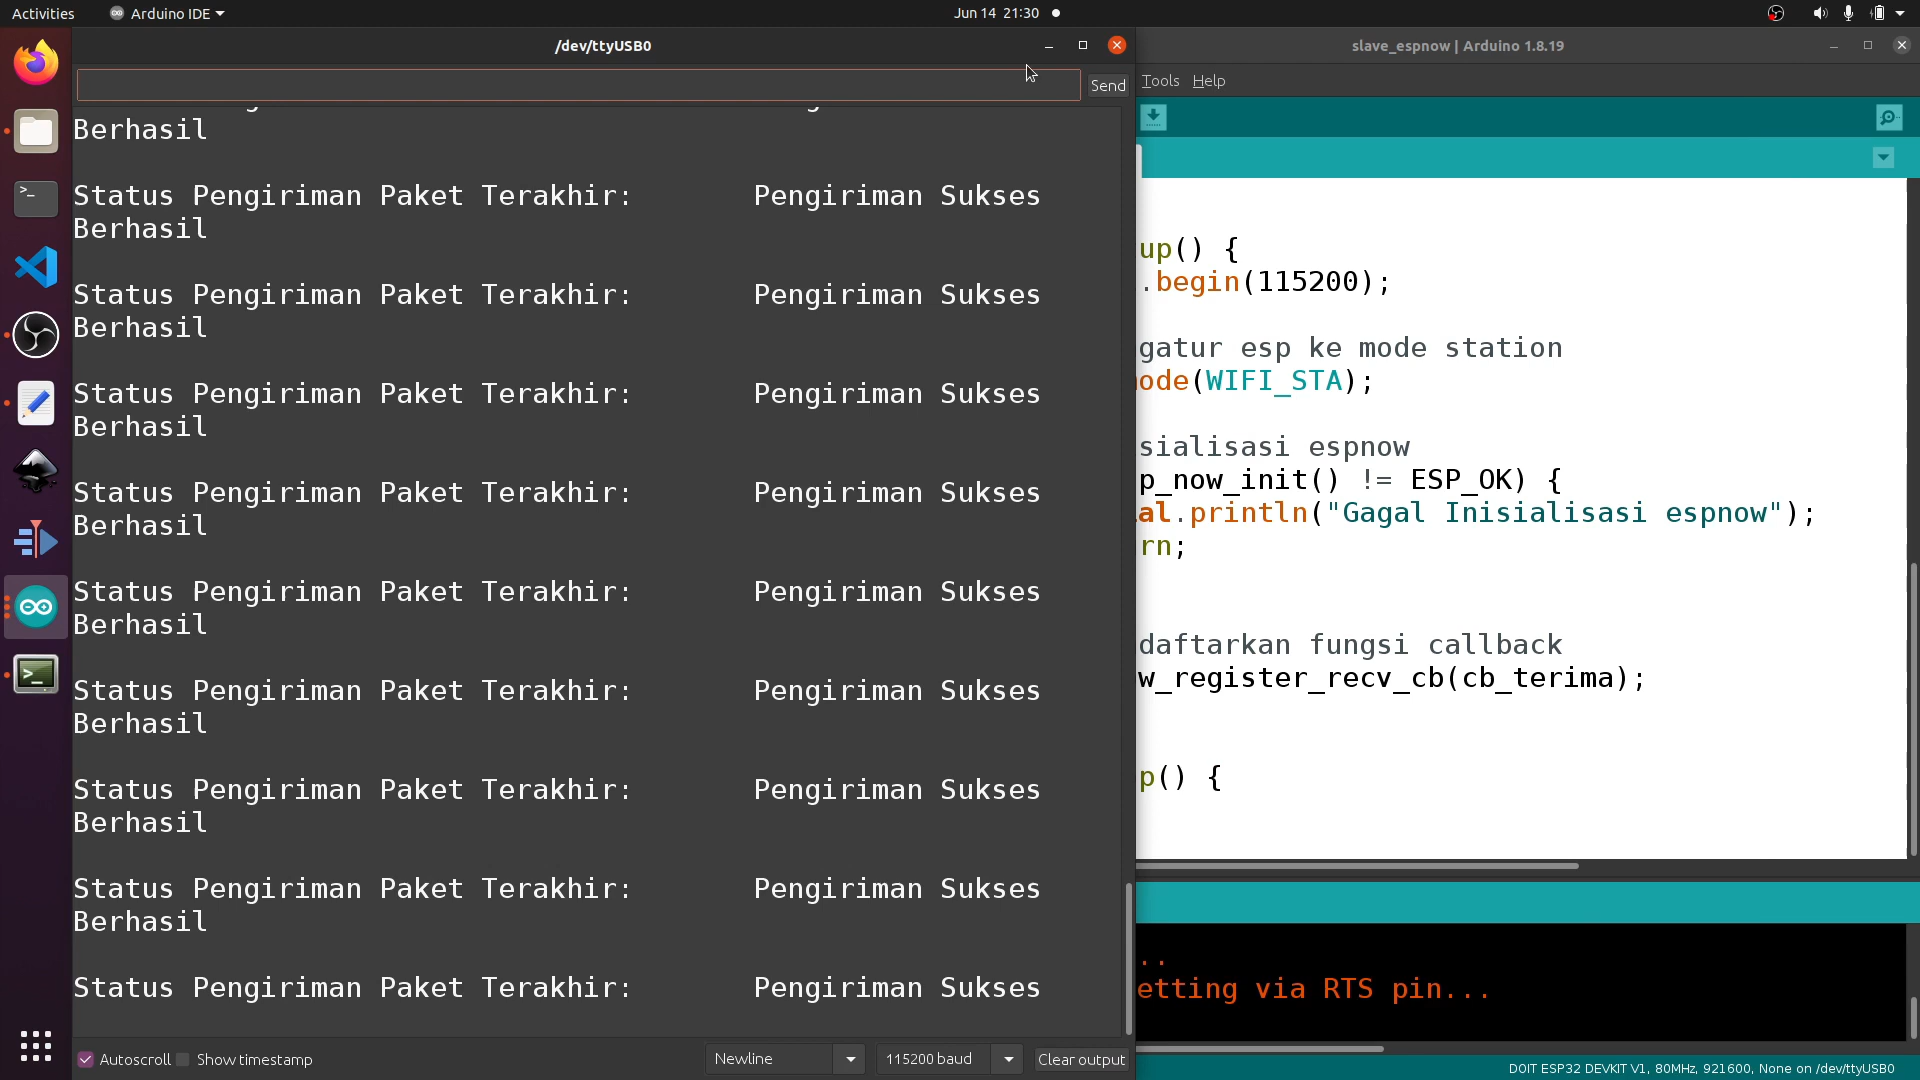 Activities
Arduino IDE
Jun 14 21:30
/dev/ttyUSB0
slave_espnow | Arduino 1.8.19
Send
Tools Help
Berhasil
Status Pengiriman Paket Terakhir: Pengiriman Sukses
Berhasil
Status Pengiriman Paket Terakhir: Pengiriman Sukses
Berhasil
Status Pengiriman Paket Terakhir: Pengiriman Sukses
Berhasil
Status Pengiriman Paket Terakhir: Pengiriman Sukses
Berhasil
Status Pengiriman Paket Terakhir: Pengiriman Sukses
Berhasil
Status Pengiriman Paket Terakhir: Pengiriman Sukses
Berhasil
Status Pengiriman Paket Terakhir: Pengiriman Sukses
Berhasil
Status Pengiriman Paket Terakhir: Pengiriman Sukses
Berhasil
Status Pengiriman Paket Terakhir: Pengiriman Sukses
Autoscroll
Show timestamp
Newline
115200 baud
Clear output
up() {
.begin(115200);
gatur esp ke mode station
ode(WIFI_STA);
sialisasi espnow
p_now_init() != ESP_OK) {
al.println("Gagal Inisialisasi espnow");
rn;
daftarkan fungsi callback
w_register_recv_cb(cb_terima);
p() {
..
etting via RTS pin...
DOIT ESP32 DEVKIT V1, 80MHz, 921600, None on /dev/ttyUSB0